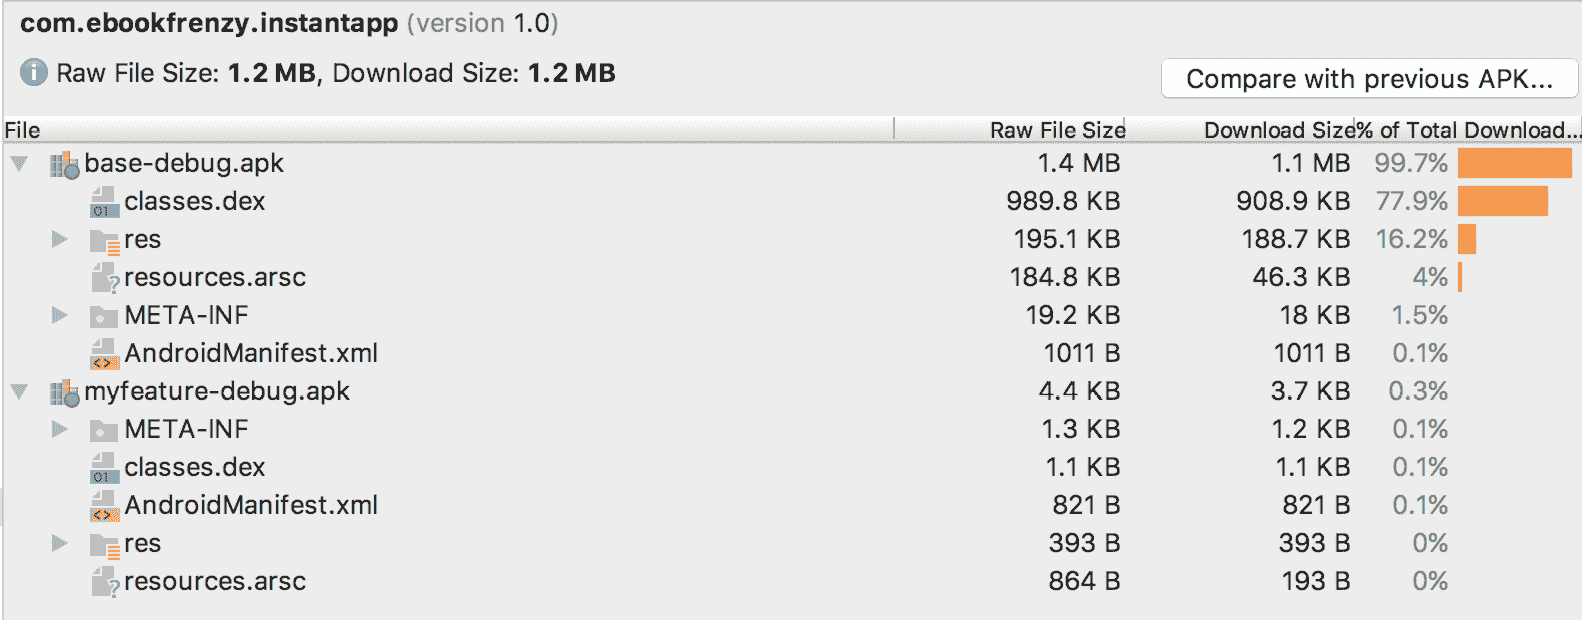 com.ebookfrenzy.instantapp (version 1.0)
Raw File Size: 1.2 MB, Download Size: 1.2 MB
Compare with previous APK...
File Raw File Size Download Size % of Total Download...
base-debug.apk 1.4 MB 1.1 MB 99.7%
classes.dex 989.8 KB 908.9 KB 77.9%
res 195.1 KB 188.7 KB 16.2%
resources.arsc 184.8 KB 46.3 KB 4%
META-INF 19.2 KB 18 KB 1.5%
AndroidManifest.xml 1011 B 1011 B 0.1%
myfeature-debug.apk 4.4 KB 3.7 KB 0.3%
META-INF 1.3 KB 1.2 KB 0.1%
classes.dex 1.1 KB 1.1 KB 0.1%
AndroidManifest.xml 821 B 821 B 0.1%
res 393 B 393 B 0%
resources.arsc 864 B 193 B 0%